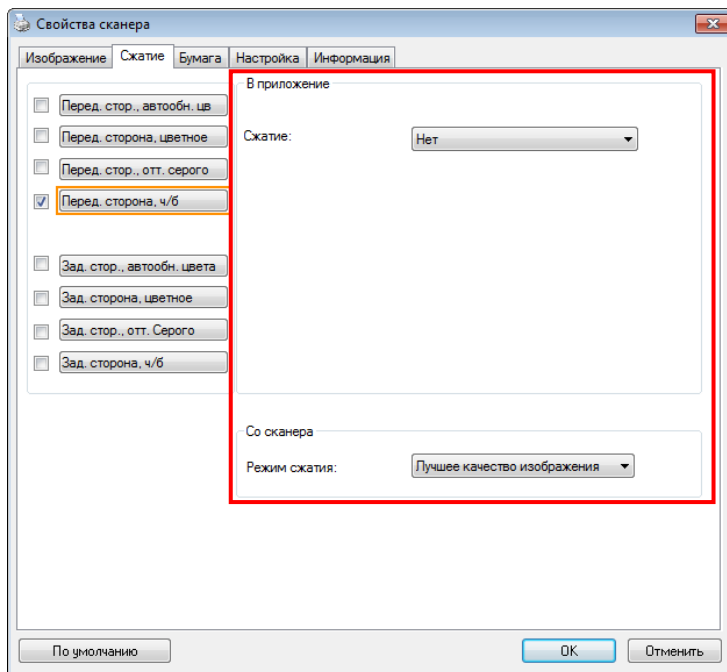 Свойства сканера
Изображение Сжатие Бумага Настройка Информация
Перед. стор., автообн. цв
Перед. сторона, цветное
Перед. стор., отт. серого
Перед. сторона, ч/б
Зад. стор., автообн. цвета
Зад. сторона, цветное
Зад. стор., отт. Серого
Зад. сторона, ч/б
В приложение
Сжатие: Нет
Со сканера
Режим сжатия: Лучшее качество изображения
По умолчанию OK Отменить